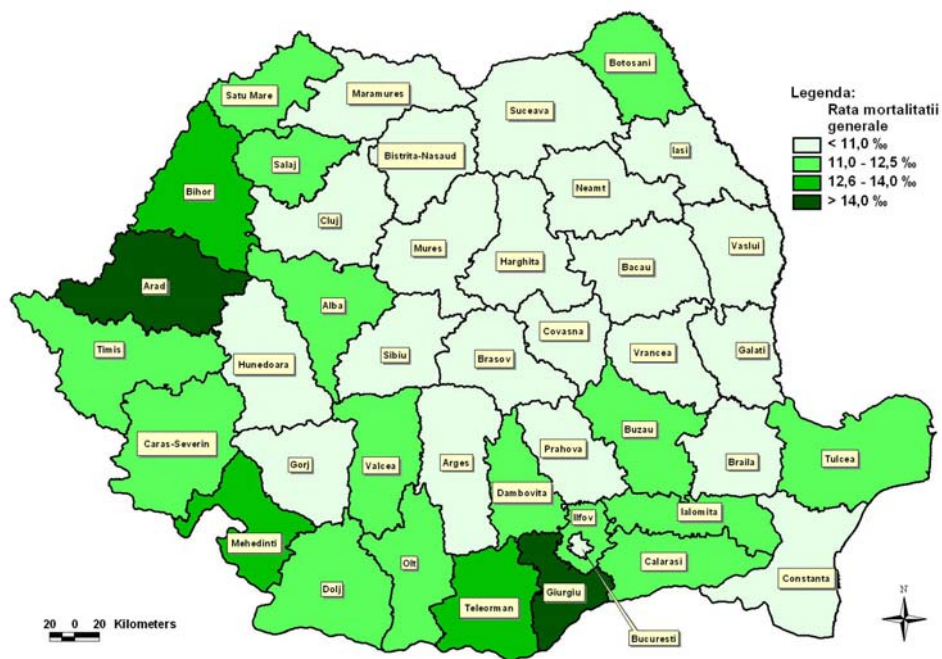 Botosani
Satu Mare
Maramures
Suceava
Legenda:
Rata mortalitatii
generale
< 11,0 ‰
11,0 - 12,5 ‰
12,6 - 14,0 ‰
> 14,0 ‰
Iasi
Bistrita-Nasaud
Salaj
Neamt
Bihor
Cluj
Mures
Harghita
Bacau
Vaslui
Arad
Alba
Covasna
Timis
Hunedoara
Sibiu
Brasov
Vrancea
Galati
Caras-Severin
Buzau
Gorj
Valcea
Arges
Prahova
Braila
Tulcea
Dambovita
Ilfov
Ialomita
Mehedinti
Olt
Calarasi
Constanta
Dolj
Teleorman
Giurgiu
N
20 0 20 Kilometers
Bucuresti